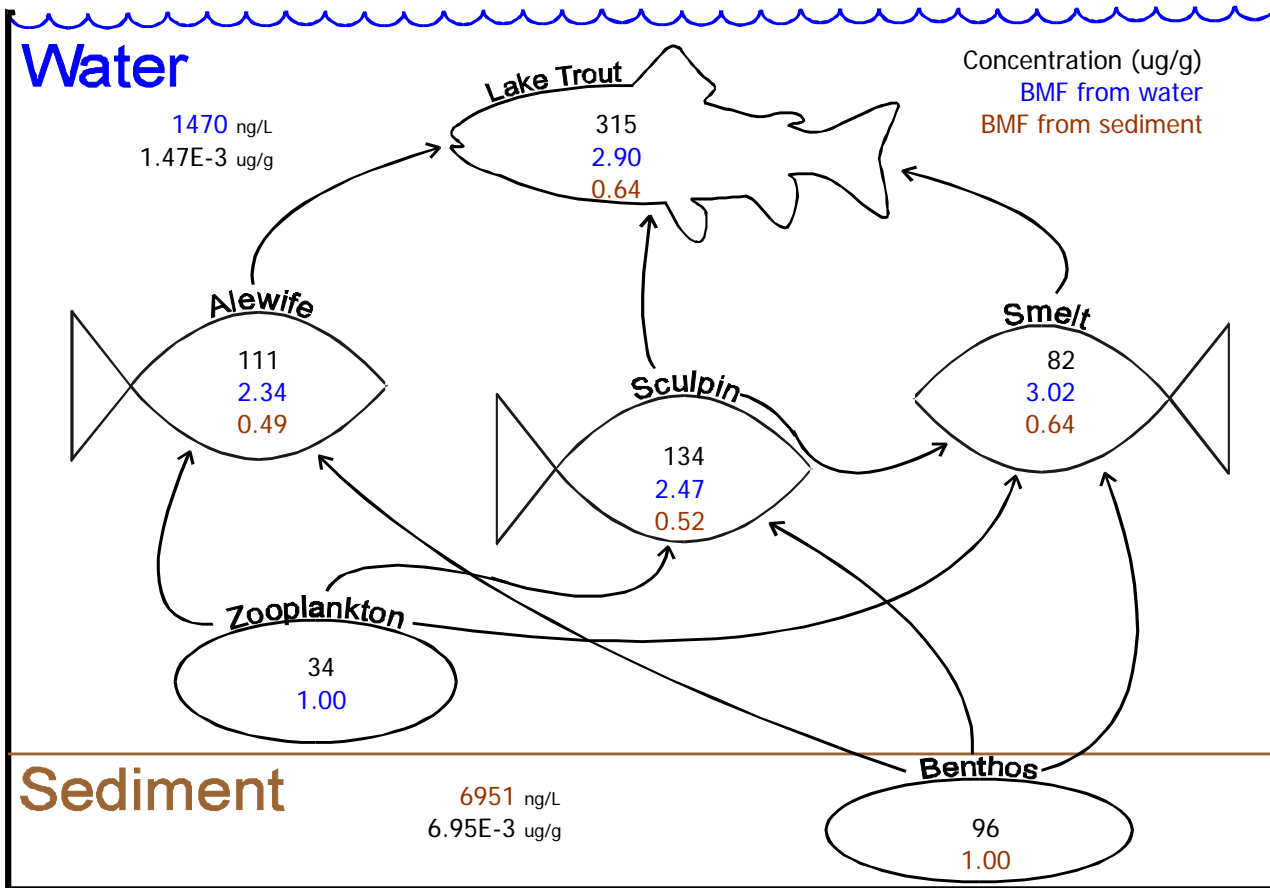 Water
1470 ng/L
1.47E-3 ug/g
Concentration (ug/g)
BMF from water
BMF from sediment
Lake Trout
315
2.90
0.64
Alewife
111
2.34
0.49
Sculpin
134
2.47
0.52
Smelt
82
3.02
0.64
Zooplankton
34
1.00
Sediment
6951 ng/L
6.95E-3 ug/g
Benthos
96
1.00